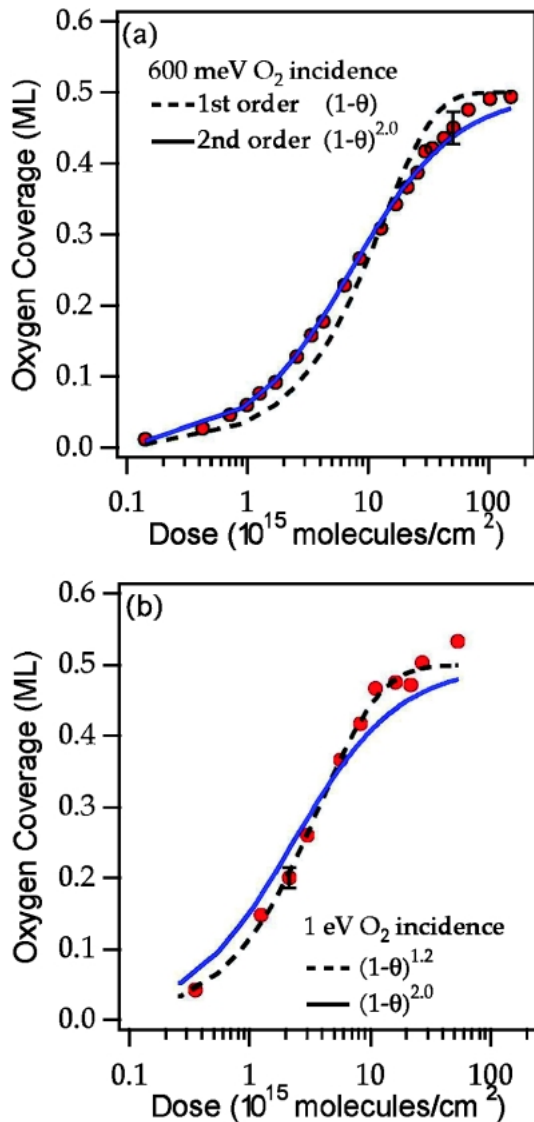 (a)
600 meV O₂ incidence
1st order (1-θ)
2nd order (1-θ)²·⁰
Oxygen Coverage (ML)
0.6
0.5
0.4
0.3
0.2
0.1
0.0
0.1 1 10 100
Dose (10¹⁵ molecules/cm²)
(b)
Oxygen Coverage (ML)
0.6
0.5
0.4
0.3
0.2
0.1
0.0
1 eV O₂ incidence
(1-θ)¹·²
(1-θ)²·⁰
0.1 1 10 100
Dose (10¹⁵ molecules/cm²)